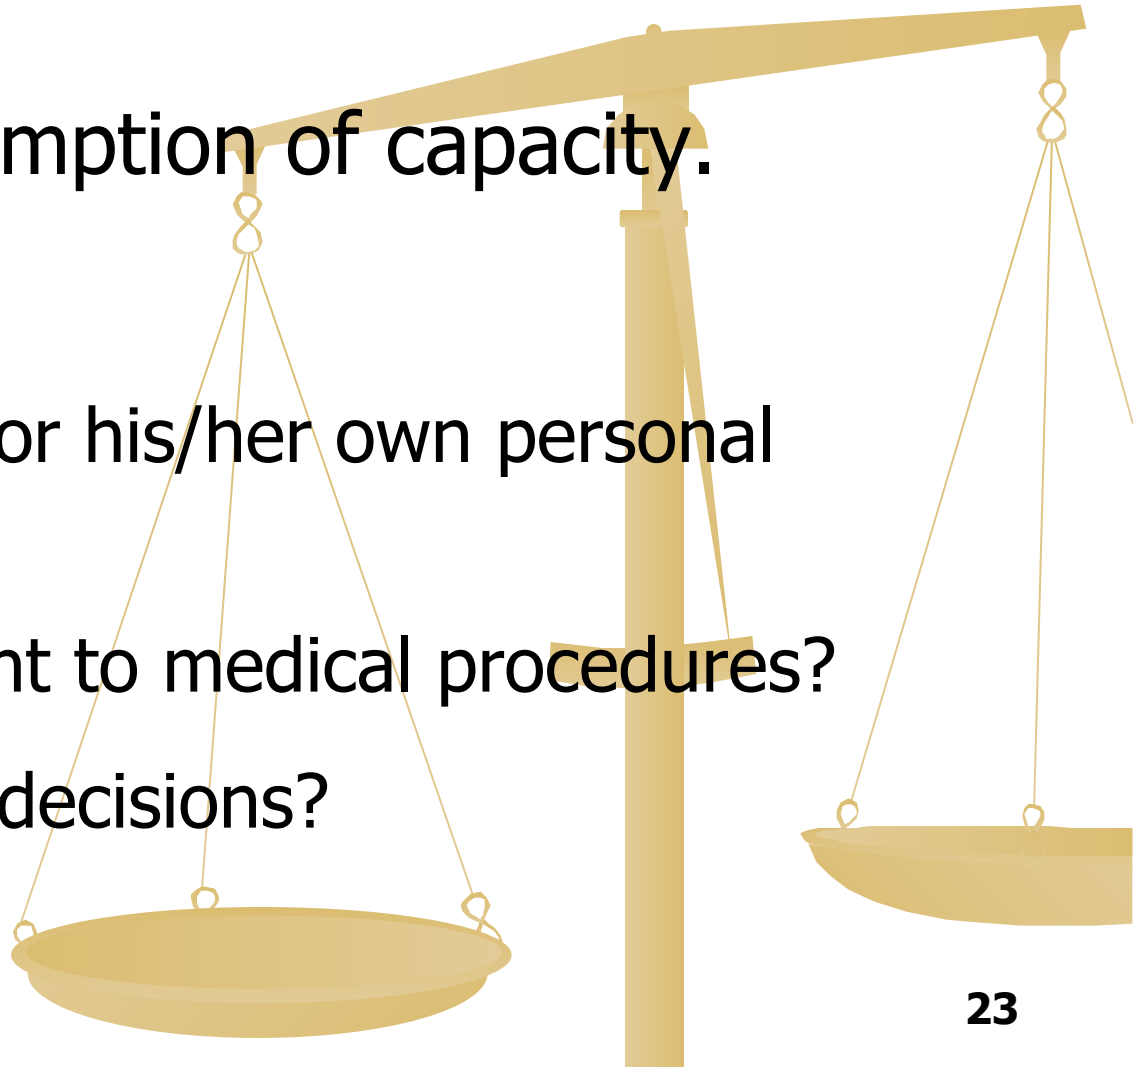 mption of capacity.
or his/her own personal
nt to medical procedures?
decisions?
23